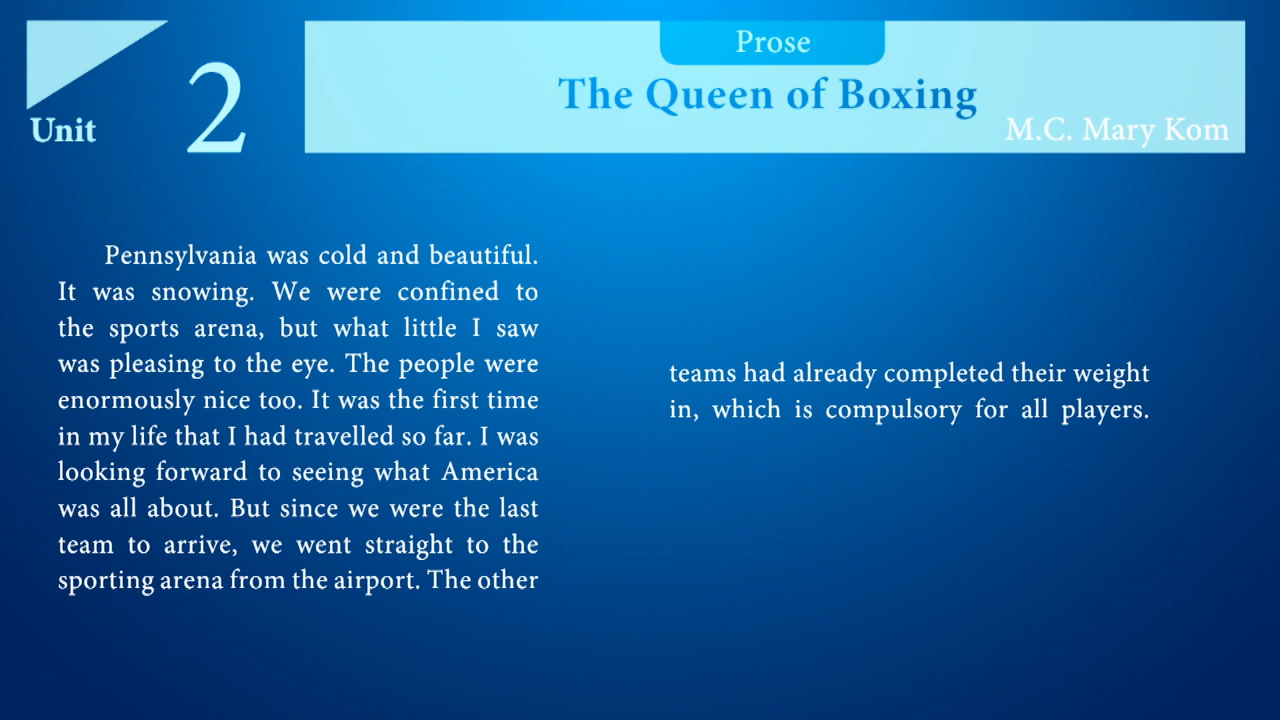 Prose
Unit 2
The Queen of Boxing
M.C. Mary Kom
Pennsylvania was cold and beautiful.
It was snowing. We were confined to
the sports arena, but what little I saw
was pleasing to the eye. The people were
enormously nice too. It was the first time
in my life that I had travelled so far. I was
looking forward to seeing what America
was all about. But since we were the last
team to arrive, we went straight to the
sporting arena from the airport. The other
teams had already completed their weight
in, which is compulsory for all players.